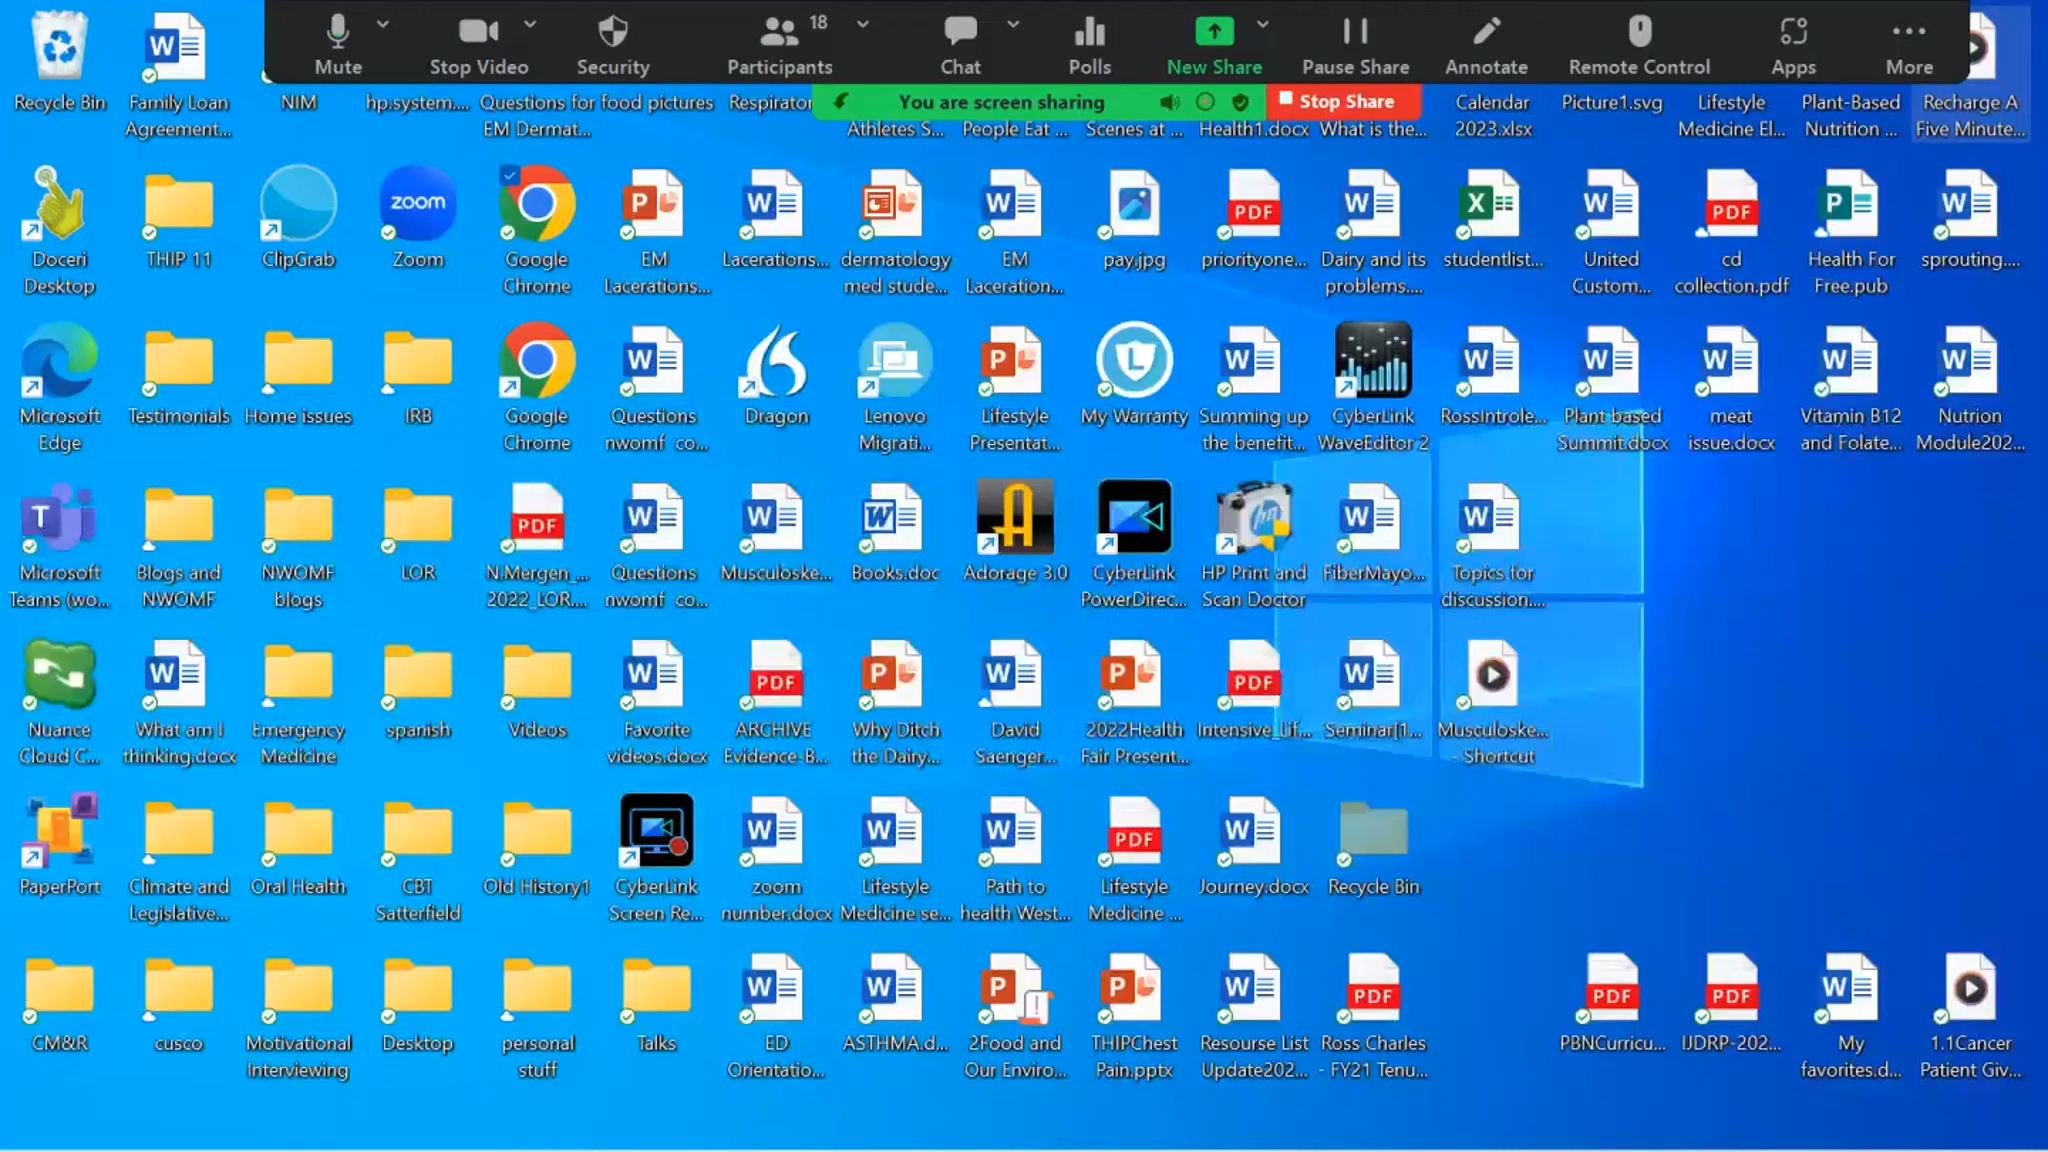 Mute
Stop Video
Security
18
Participants
Chat
Polls
New Share
Pause Share
Annotate
Remote Control
Apps
More
You are screen sharing
Stop Share
Recycle Bin
Family Loan
Agreement...
NIM
hp.system....
Questions for
EM Dermat...
food pictures
Respirator
Athletes S...
People Eat ...
Scenes at ...
Health1.docx
What is the...
Calendar
2023.xlsx
Picture1.svg
Lifestyle
Medicine El...
Plant-Based
Nutrition ...
Recharge A
Five Minute...
Doceri
Desktop
THIP 11
ClipGrab
zoom
Zoom
Google
Chrome
EM
Lacerations...
Lacerations...
dermatology
med stude...
EM
Laceration...
pay.jpg
PDF
priorityone...
Dairy and its
problems....
studentlist...
United
Custom...
PDF
cd
collection.pdf
Health For
Free.pub
sprouting....
Microsoft
Edge
Testimonials
Home issues
IRB
Google
Chrome
Questions
nwomf co...
Dragon
Lenovo
Migrati...
Lifestyle
Presentat...
My Warranty
Summing up
the benefit...
CyberLink
WaveEditor 2
RossIntrole...
Plant based
Summit.docx
meat
issue.docx
Vitamin B12
and Folate...
Nutrion
Module202...
Microsoft
Teams (wo...
Blogs and
NWOMF
NWOMF
blogs
LOR
PDF
N.Mergen_...
2022_LOR....
Questions
nwomf co...
Musculoske...
Books.doc
Adorage 3.0
CyberLink
PowerDirec...
HP Print and
Scan Doctor
FiberMayo...
Topics for
discussion....
Nuance
Cloud C...
What am I
thinking.docx
Emergency
Medicine
spanish
Videos
Favorite
videos.docx
PDF
ARCHIVE
Evidence-B...
Why Ditch
the Dairy...
David
Saenger...
2022Health
Fair Present...
PDF
Intensive_Lif...
Seminar[1...
Musculoske...
- Shortcut
PaperPort
Climate and
Legislative...
Oral Health
CBT
Satterfield
Old History1
CyberLink
Screen Re...
zoom
number.docx
Lifestyle
Medicine se...
Path to
health West...
PDF
Lifestyle
Medicine ...
Journey.docx
Recycle Bin
CM&R
cusco
Motivational
Interviewing
Desktop
personal
stuff
Talks
ED
Orientatio...
ASTHMA.d...
2Food and
Our Enviro...
THIPChest
Pain.pptx
Resourse List
Update202...
PDF
Ross Charles
- FY21 Tenu...
PDF
PBNCurricu...
PDF
IJDRP-202...
My
favorites.d...
1.1Cancer
Patient Giv...